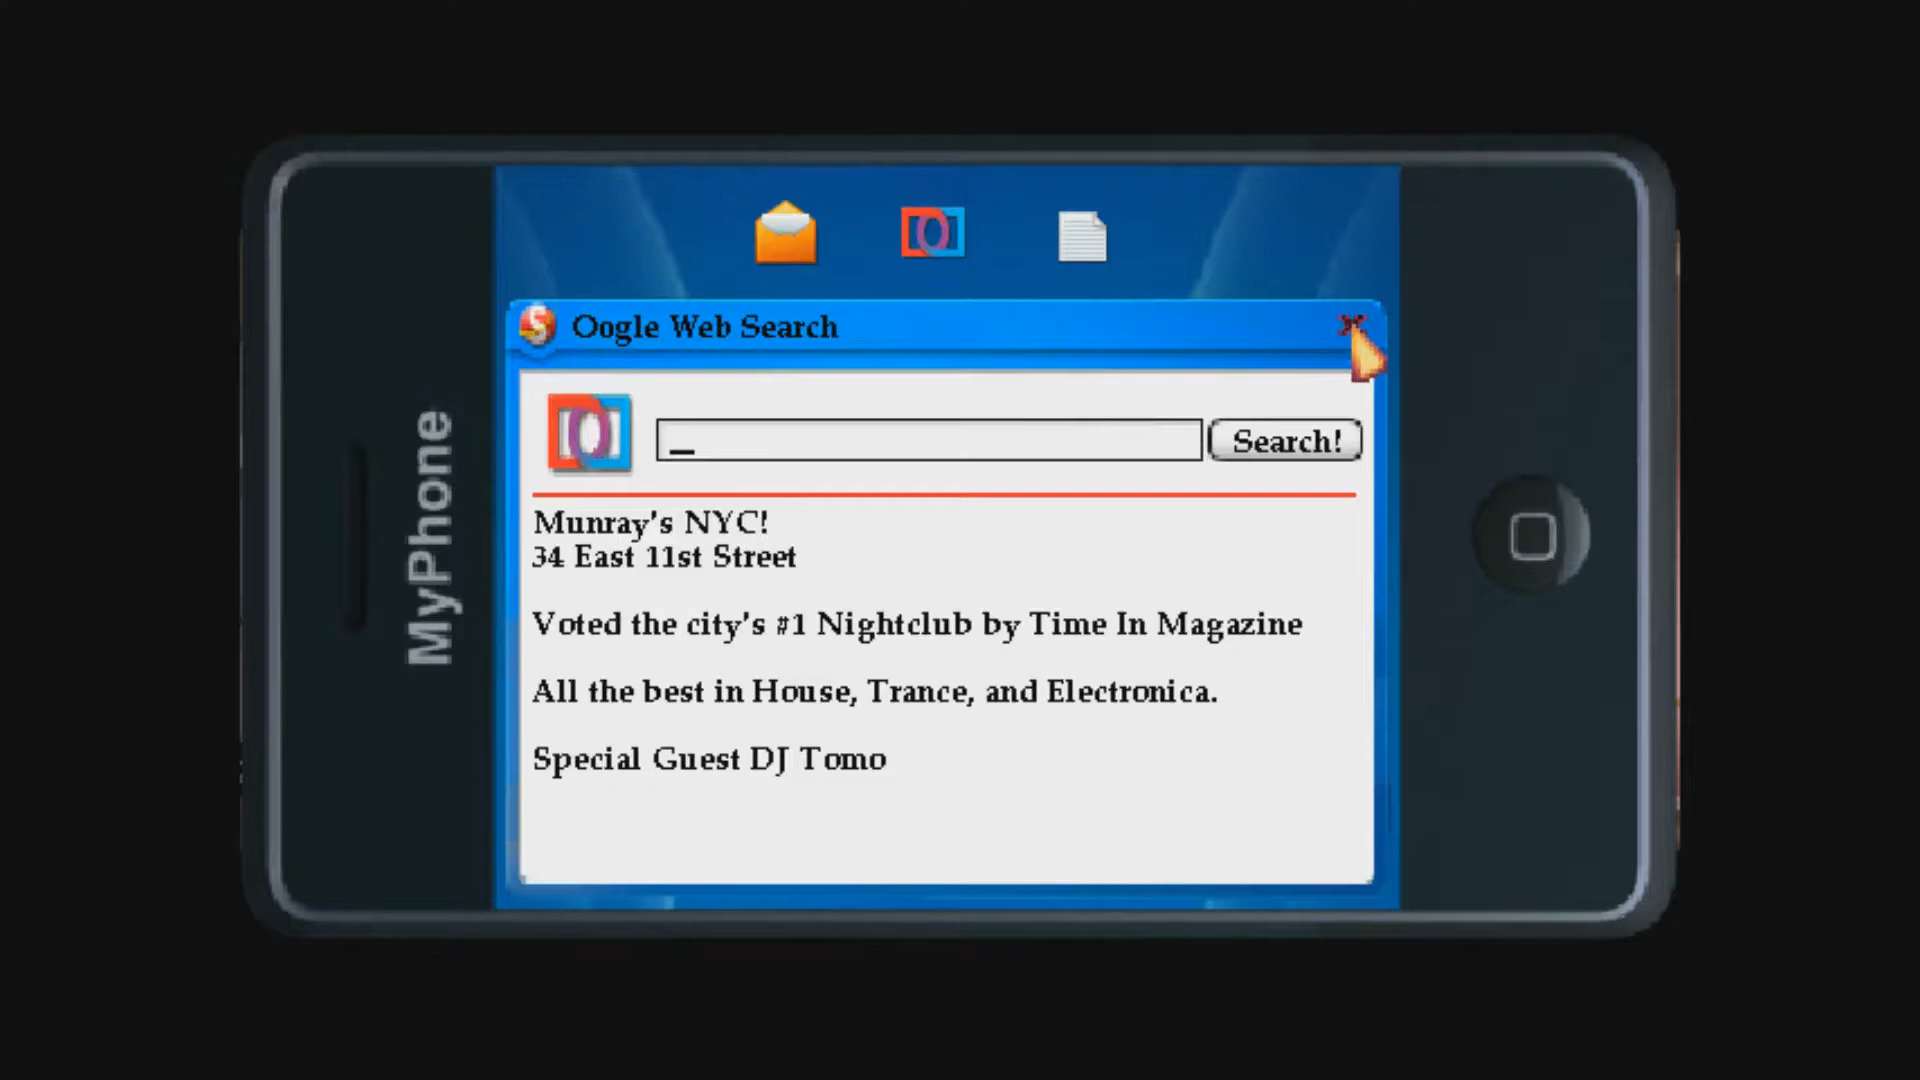 MyPhone
Oogle Web Search
Search!
Munray's NYC!
34 East 11st Street
Voted the city's #1 Nightclub by Time In Magazine
All the best in House, Trance, and Electronica.
Special Guest DJ Tomo